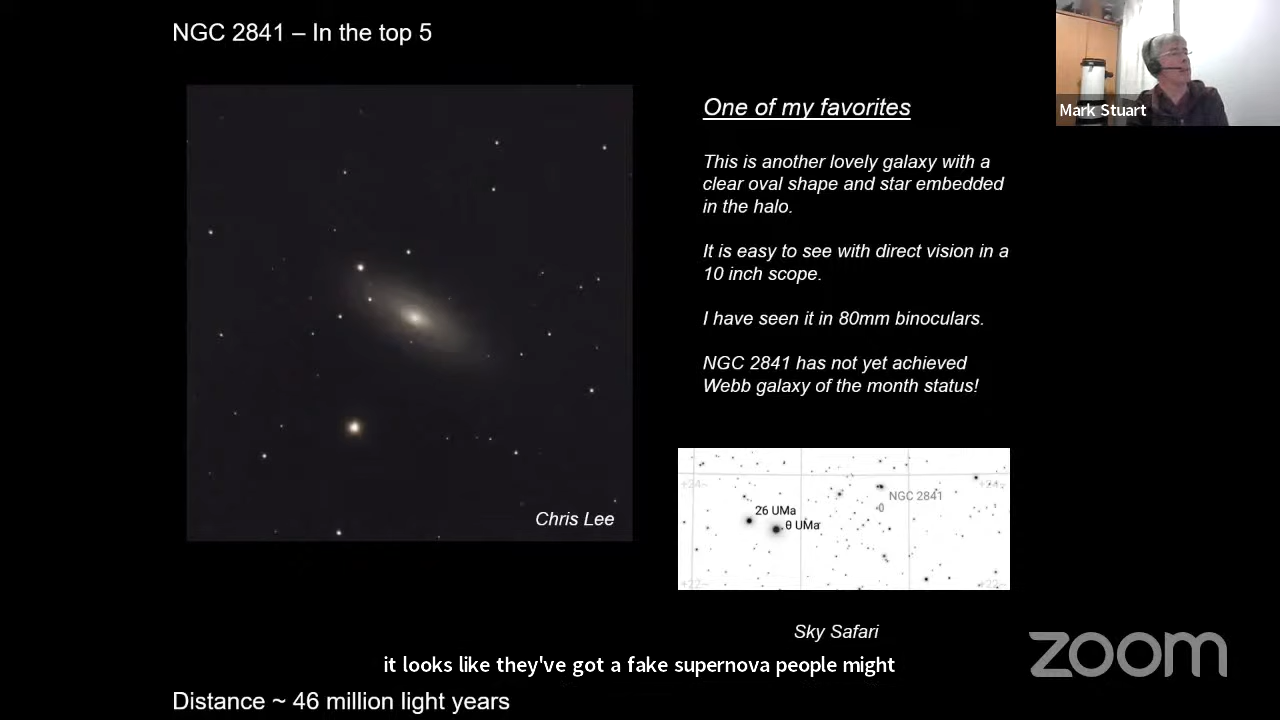 NGC 2841 – In the top 5
Mark Stuart
One of my favorites
This is another lovely galaxy with a
clear oval shape and star embedded
in the halo.
It is easy to see with direct vision in a
10 inch scope.
I have seen it in 80mm binoculars.
NGC 2841 has not yet achieved
Webb galaxy of the month status!
Chris Lee
NGC 2841
26 UMa
θ UMa
Sky Safari
zoom
it looks like they've got a fake supernova people might
Distance ~ 46 million light years